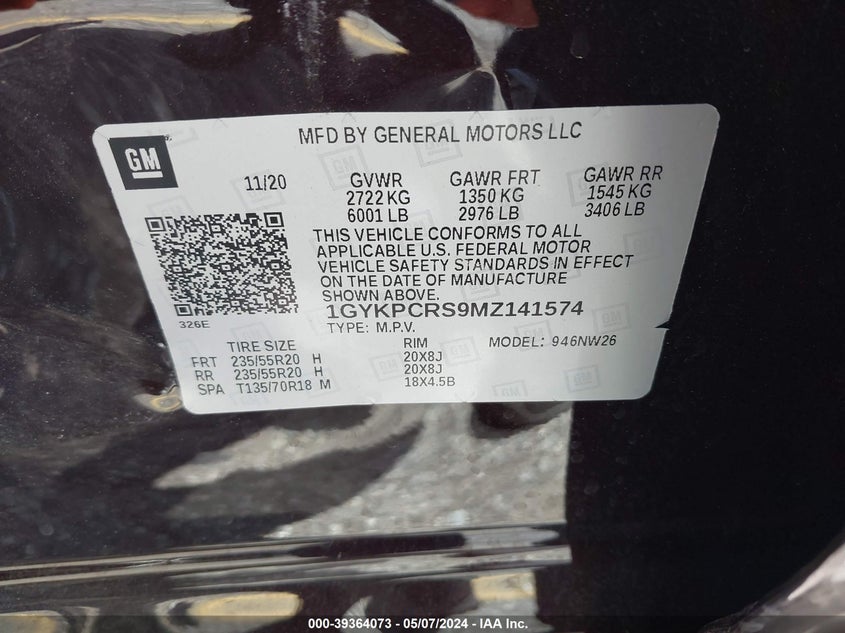 GM
MFD BY GENERAL MOTORS LLC
11/20
GVWR GAWR FRT GAWR RR
2722 KG 1350 KG 1545 KG
6001 LB 2976 LB 3406 LB
THIS VEHICLE CONFORMS TO ALL
APPLICABLE U.S. FEDERAL MOTOR
VEHICLE SAFETY STANDARDS IN EFFECT
ON THE DATE OF MANUFACTURE
SHOWN ABOVE.
326E
1GYKPCRS9MZ141574
TYPE: M.P.V.
TIRE SIZE RIM MODEL: 946NW26
FRT 235/55R20 H 20X8J
RR 235/55R20 H 20X8J
SPA T135/70R18 M 18X4.5B
000-39364073 — 05/07/2024 — IAA Inc.